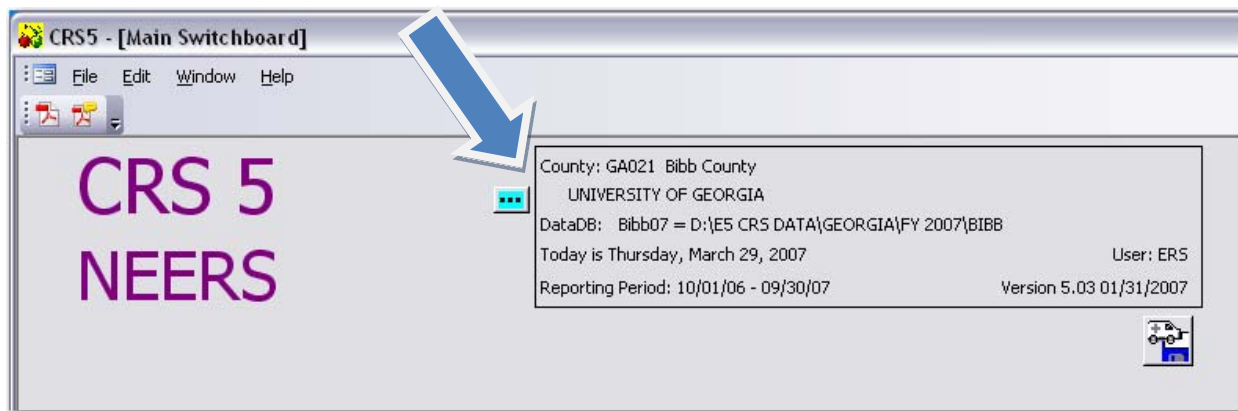 CRS5 - [Main Switchboard]
File Edit Window Help
CRS 5
NEERS
...
County: GA021 Bibb County
UNIVERSITY OF GEORGIA
DataDB: Bibb07 = D:\E5 CRS DATA\GEORGIA\FY 2007\BIBB
Today is Thursday, March 29, 2007 User: ERS
Reporting Period: 10/01/06 - 09/30/07 Version 5.03 01/31/2007